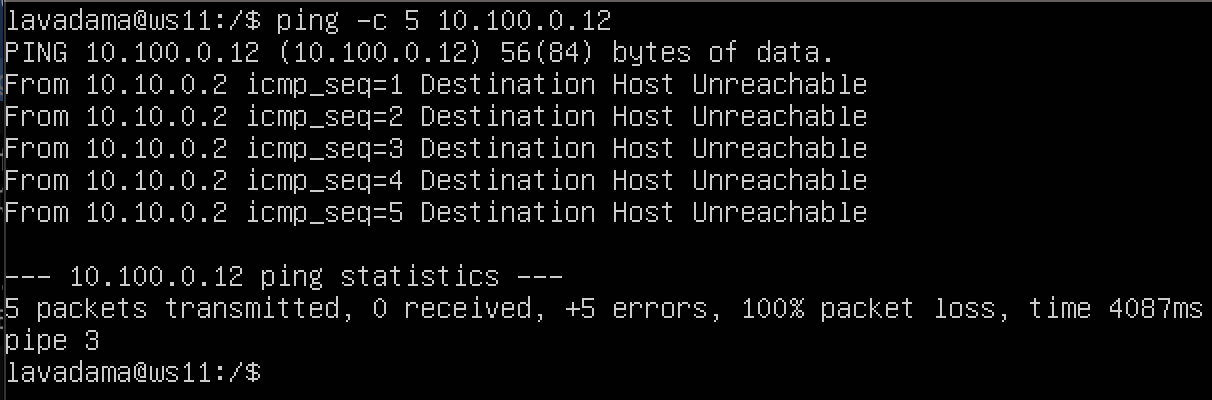 lavadama@ws11:/$ ping -c 5 10.100.0.12
PING 10.100.0.12 (10.100.0.12) 56(84) bytes of data.
From 10.10.0.2 icmp_seq=1 Destination Host Unreachable
From 10.10.0.2 icmp_seq=2 Destination Host Unreachable
From 10.10.0.2 icmp_seq=3 Destination Host Unreachable
From 10.10.0.2 icmp_seq=4 Destination Host Unreachable
From 10.10.0.2 icmp_seq=5 Destination Host Unreachable

--- 10.100.0.12 ping statistics ---
5 packets transmitted, 0 received, +5 errors, 100% packet loss, time 4087ms
pipe 3
lavadama@ws11:/$